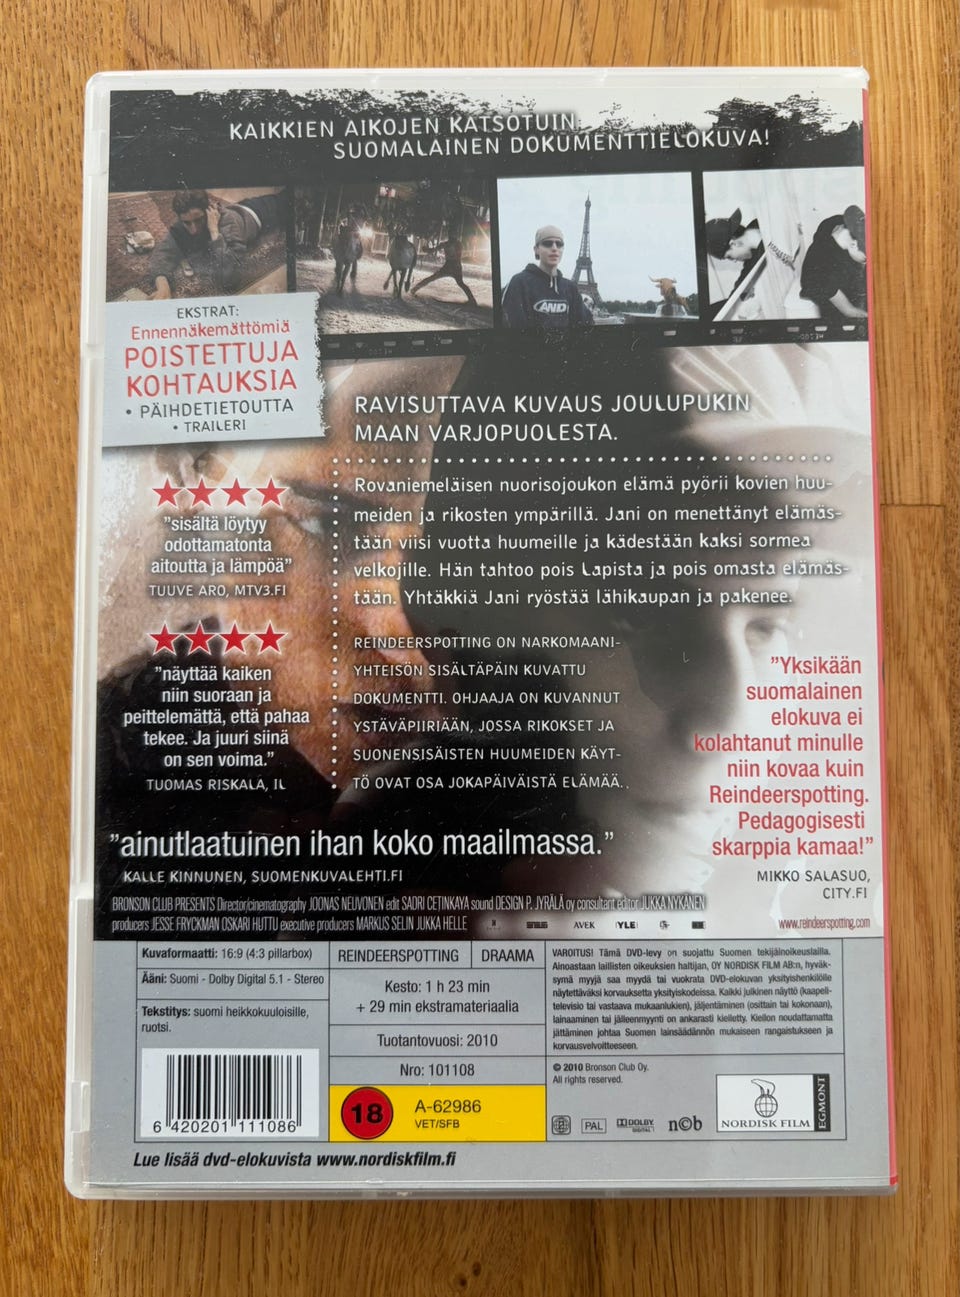 KAIKKIEN AIKOJEN KATSOTUIN
SUOMALAINEN DOKUMENTTIELOKUVA!
AND1
EKSTRAT:
Ennennäkemättömiä
POISTETTUJA
KOHTAUKSIA
• PÄIHDETIETOUTTA
• TRAILERI
RAVISUTTAVA KUVAUS JOULUPUKIN
MAAN VARJOPUOLESTA.
Rovaniemeläisen nuorisojoukon elämä pyörii kovien huu-
meiden ja rikosten ympärillä. Jani on menettänyt elämäs-
tään viisi vuotta huumeille ja kädestään kaksi sormea
velkojille. Hän tahtoo pois Lapista ja pois omasta elämäs-
tään. Yhtäkkiä Jani ryöstää lähikaupan ja pakenee.
REINDEERSPOTTING ON NARKOMAANI-
YHTEISÖN SISÄLTÄPÄIN KUVATTU
DOKUMENTTI. OHJAAJA ON KUVANNUT
YSTÄVÄPIIRIÄÄN, JOSSA RIKOKSET JA
SUONENSISÄISTEN HUUMEIDEN KÄYT-
TÖ OVAT OSA JOKAPÄIVÄISTÄ ELÄMÄÄ.
"sisältä löytyy
odottamatonta
aitoutta ja lämpöä"
TUUVE ARO, MTV3.FI
"näyttää kaiken
niin suoraan ja
peittelemättä, että pahaa
tekee. Ja juuri siinä
on sen voima."
TUOMAS RISKALA, IL
"Yksikään
suomalainen
elokuva ei
kolahtanut minulle
niin kovaa kuin
Reindeerspotting.
Pedagogisesti
skarppia kamaa!"
MIKKO SALASUO,
CITY.FI
"ainutlaatuinen ihan koko maailmassa."
KALLE KINNUNEN, SUOMENKUVALEHTI.FI
BRONSON CLUB PRESENTS Director/cinematography JOONAS NEUVONEN edit SADRI CETINKAYA sound DESIGN P. JYRÄLÄ oy consultant editor JUKKA NYKÄNEN
producers JESSE FRYCKMAN OSKARI HUTTU executive producers MARKUS SELIN JUKKA HELLE
AVEK
YLE
www.reindeerspotting.com
Kuvaformaatti: 16:9 (4:3 pillarbox)
Ääni: Suomi - Dolby Digital 5.1 - Stereo
Tekstitys: suomi heikkokuuloisille,
ruotsi.
6 420201 111086
REINDEERSPOTTING
DRAAMA
Kesto: 1 h 23 min
+ 29 min ekstramateriaalia
Tuotantovuosi: 2010
Nro: 101108
18
A-62986
VET/SFB
VAROITUS! Tämä DVD-levy on suojattu Suomen tekijänoikeuslailla.
Ainoastaan laillisten oikeuksien haltijan, OY NORDISK FILM AB:n, hyväk-
symä myyjä saa myydä tai vuokrata DVD-elokuvan yksityishenkilölle
näytettäväksi korvauksetta yksityiskodeissa. Kaikki julkinen näyttö (kaapeli-
televisio tai vastaava mukaanlukien), jäljentäminen (osittain tai kokonaan),
lainaaminen tai jälleenmyynti on ankarasti kielletty. Kiellon noudattamatta
jättäminen johtaa Suomen lainsäädännön mukaiseen rangaistukseen ja
korvausvelvoitteeseen.
© 2010 Bronson Club Oy.
All rights reserved.
PAL
DOLBY
DIGITAL
ncb
NORDISK FILM
EGMONT
Lue lisää dvd-elokuvista www.nordiskfilm.fi